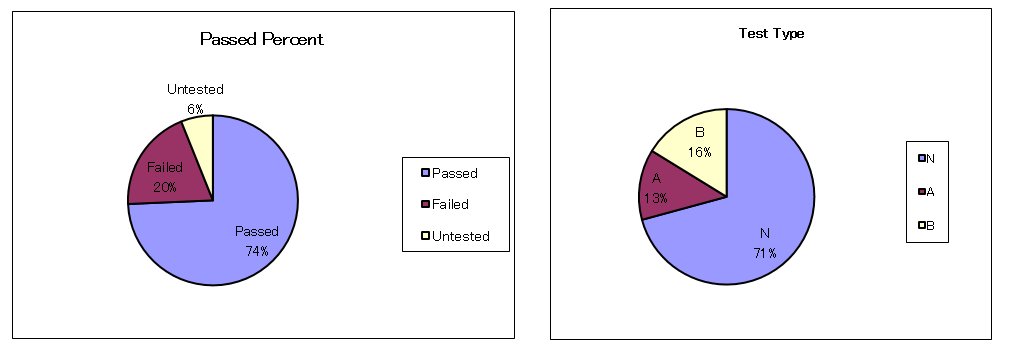 Passed Percent
Untested
6%
Failed
20%
Passed
74%
Passed
Failed
Untested
Test Type
B
16%
A
13%
N
71%
N
A
B